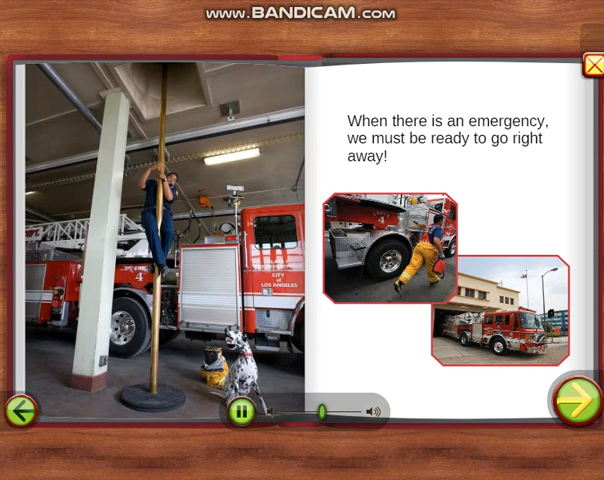 www.BANDICAM.com
When there is an emergency,
we must be ready to go right
away!
CITY
of
LOS ANGELES
4
4